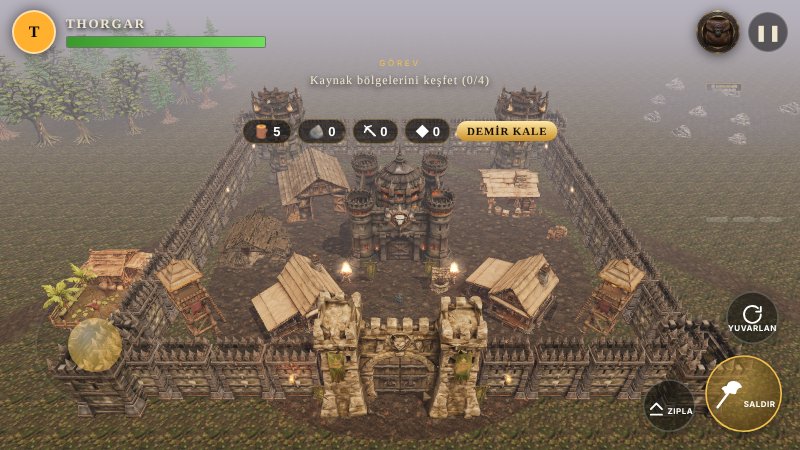 T
THORGAR
GÖREV
Kaynak bölgelerini keşfet (0/4)
5 0 0 0 DEMİR KALE
YUVARLAN
ZIPLA
SALDIR